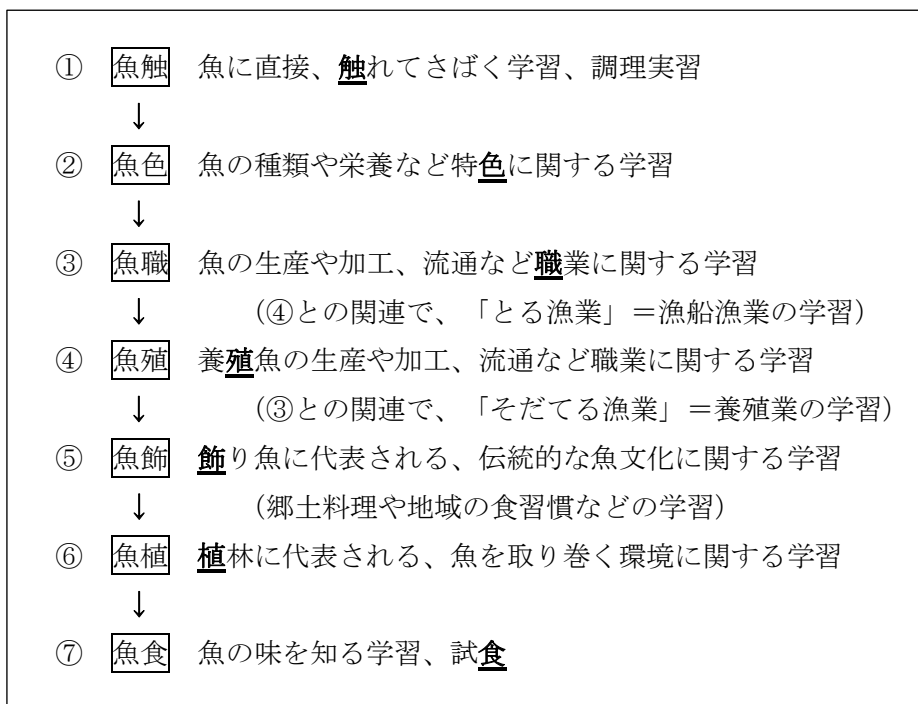 ① 魚触 魚に直接、触れてさばく学習、調理実習
↓
② 魚色 魚の種類や栄養など特色に関する学習
↓
③ 魚職 魚の生産や加工、流通など職業に関する学習
↓ (④との関連で、「とる漁業」=漁船漁業の学習)
④ 魚殖 養殖魚の生産や加工、流通など職業に関する学習
↓ (③との関連で、「そだてる漁業」=養殖業の学習)
⑤ 魚飾 飾り魚に代表される、伝統的な魚文化に関する学習
↓ (郷土料理や地域の食習慣などの学習)
⑥ 魚植 植林に代表される、魚を取り巻く環境に関する学習
↓
⑦ 魚食 魚の味を知る学習、試食